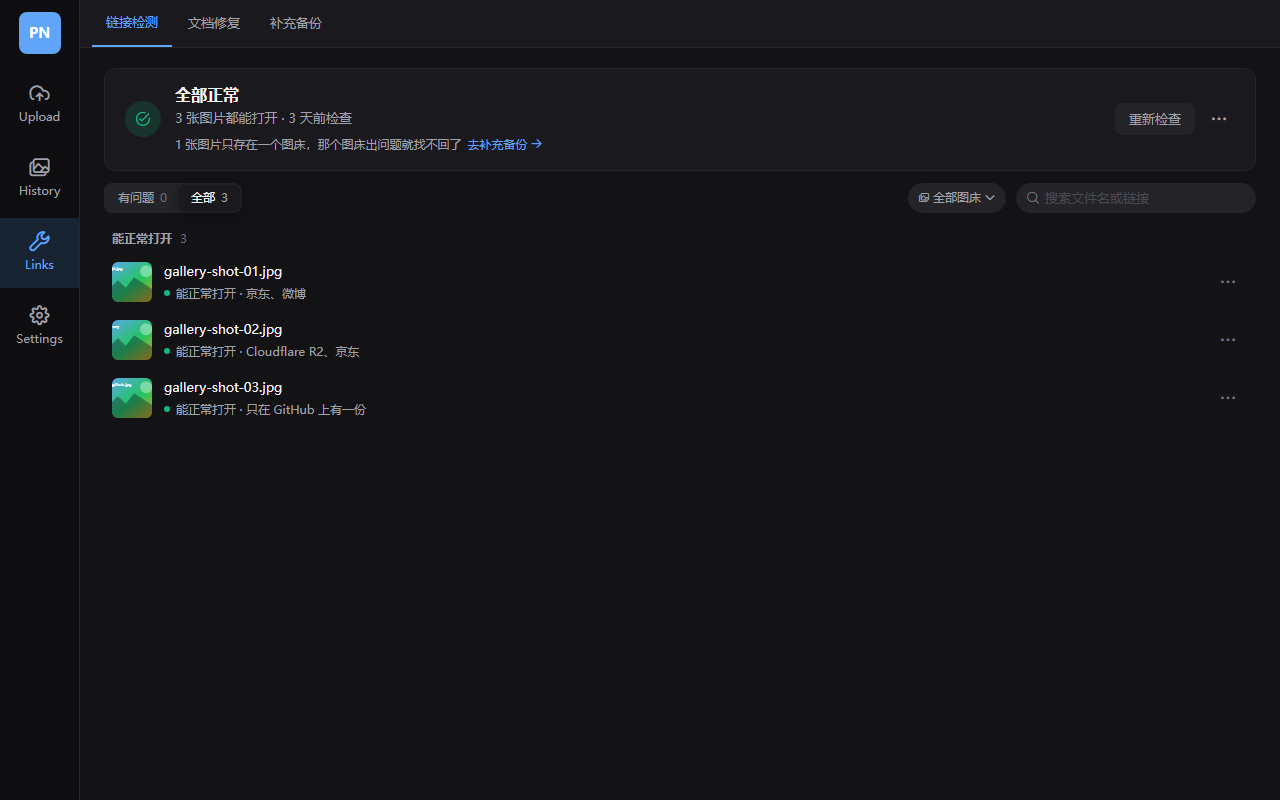 PN
Upload
History
Links
Settings
链接检测
文档修复
补充备份
全部正常
3 张图片都能打开 · 3 天前检查
1 张图片只存在一个图床，那个图床出问题就找不回了 去补充备份
重新检查
有问题 0
全部 3
全部图床
搜索文件名或链接
能正常打开 3
gallery-shot-01.jpg
能正常打开 · 京东、微博
gallery-shot-02.jpg
能正常打开 · Cloudflare R2、京东
gallery-shot-03.jpg
能正常打开 · 只在 GitHub 上有一份